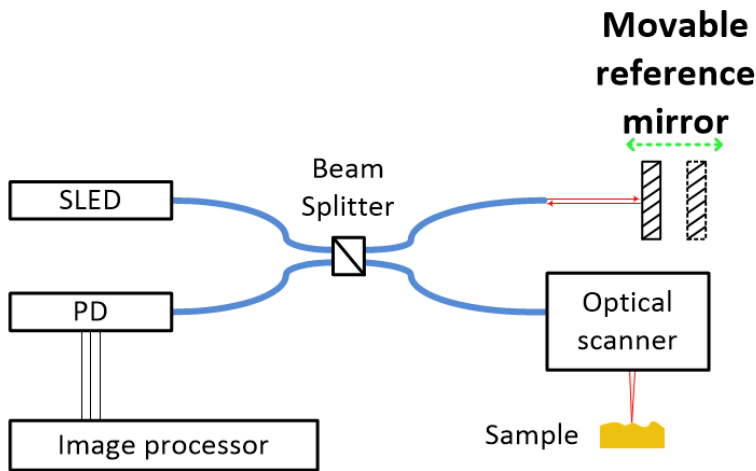 Movable
reference
mirror
Beam
Splitter
SLED
PD
Optical
scanner
Image processor
Sample